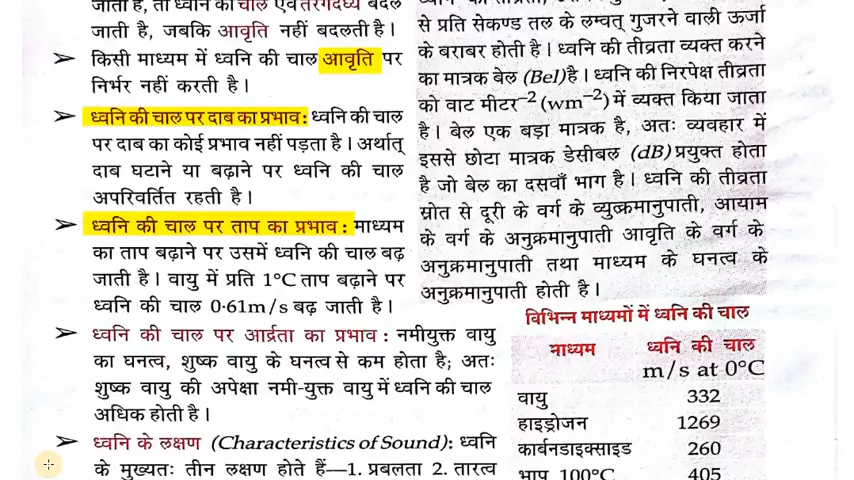 जाती है, तो ध्वनि की चाल एवं तरंगदैर्ध्य बदल
जाती है, जबकि आवृति नहीं बदलती है।
➢ किसी माध्यम में ध्वनि की चाल आवृति पर
निर्भर नहीं करती है।
➢ ध्वनि की चाल पर दाब का प्रभाव : ध्वनि की चाल
पर दाब का कोई प्रभाव नहीं पड़ता है। अर्थात्
दाब घटाने या बढ़ाने पर ध्वनि की चाल
अपरिवर्तित रहती है।
➢ ध्वनि की चाल पर ताप का प्रभाव : माध्यम
का ताप बढ़ाने पर उसमें ध्वनि की चाल बढ़
जाती है। वायु में प्रति 1°C ताप बढ़ाने पर
ध्वनि की चाल 0·61m/s बढ़ जाती है।
➢ ध्वनि की चाल पर आर्द्रता का प्रभाव : नमीयुक्त वायु
का घनत्व, शुष्क वायु के घनत्व से कम होता है; अतः
शुष्क वायु की अपेक्षा नमी-युक्त वायु में ध्वनि की चाल
अधिक होती है।
➢ ध्वनि के लक्षण (Characteristics of Sound) : ध्वनि
के मुख्यतः तीन लक्षण होते हैं—1. प्रबलता 2. तारत्व
से प्रति सेकण्ड तल के लम्बवत् गुजरने वाली ऊर्जा
के बराबर होती है। ध्वनि की तीव्रता व्यक्त करने
का मात्रक बेल (Bel) है। ध्वनि की निरपेक्ष तीव्रता
को वाट मीटर⁻² (wm⁻²) में व्यक्त किया जाता
है। बेल एक बड़ा मात्रक है, अतः व्यवहार में
इससे छोटा मात्रक डेसीबल (dB) प्रयुक्त होता
है जो बेल का दसवाँ भाग है। ध्वनि की तीव्रता
स्रोत से दूरी के वर्ग के व्युत्क्रमानुपाती, आयाम
के वर्ग के अनुक्रमानुपाती आवृति के वर्ग के
अनुक्रमानुपाती तथा माध्यम के घनत्व के
अनुक्रमानुपाती होती है।
विभिन्न माध्यमों में ध्वनि की चाल
माध्यम ध्वनि की चाल
m/s at 0°C
वायु 332
हाइड्रोजन 1269
कार्बनडाइक्साइड 260
भाप 100°C 405